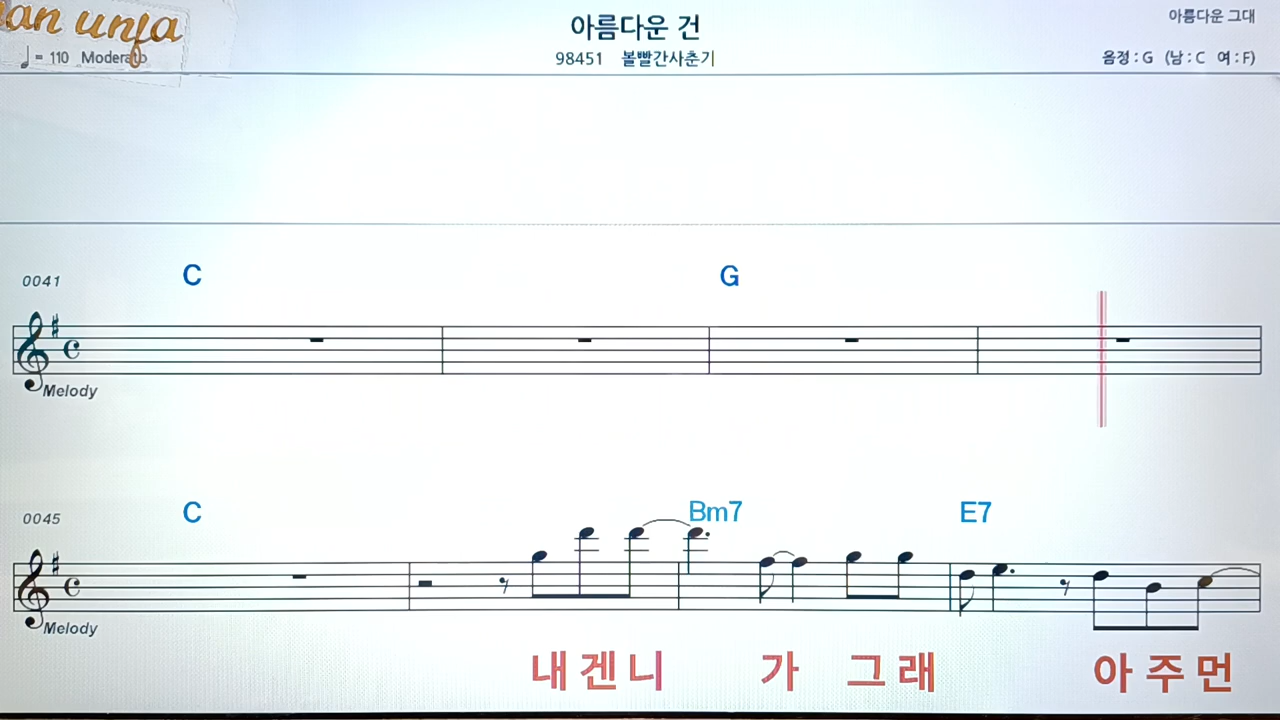 an unfa
아름다운 건
아름다운 그대
♩= 110 Moderato
98451 볼빨간사춘기
음정 : G (남 : C 여 : F)
0041 C G
Melody
0045 C Bm7 E7
Melody
내 겐 니 가 그 래 아 주 먼